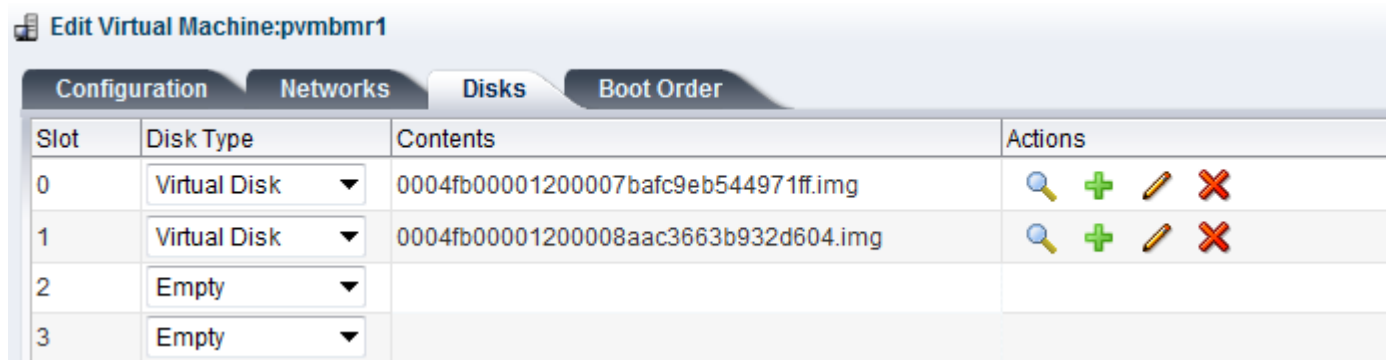 Edit Virtual Machine:pvmbmr1
Configuration Networks Disks Boot Order
Slot Disk Type Contents Actions
0 Virtual Disk 0004fb00001200007bafc9eb544971ff.img
1 Virtual Disk 0004fb00001200008aac3663b932d604.img
2 Empty
3 Empty